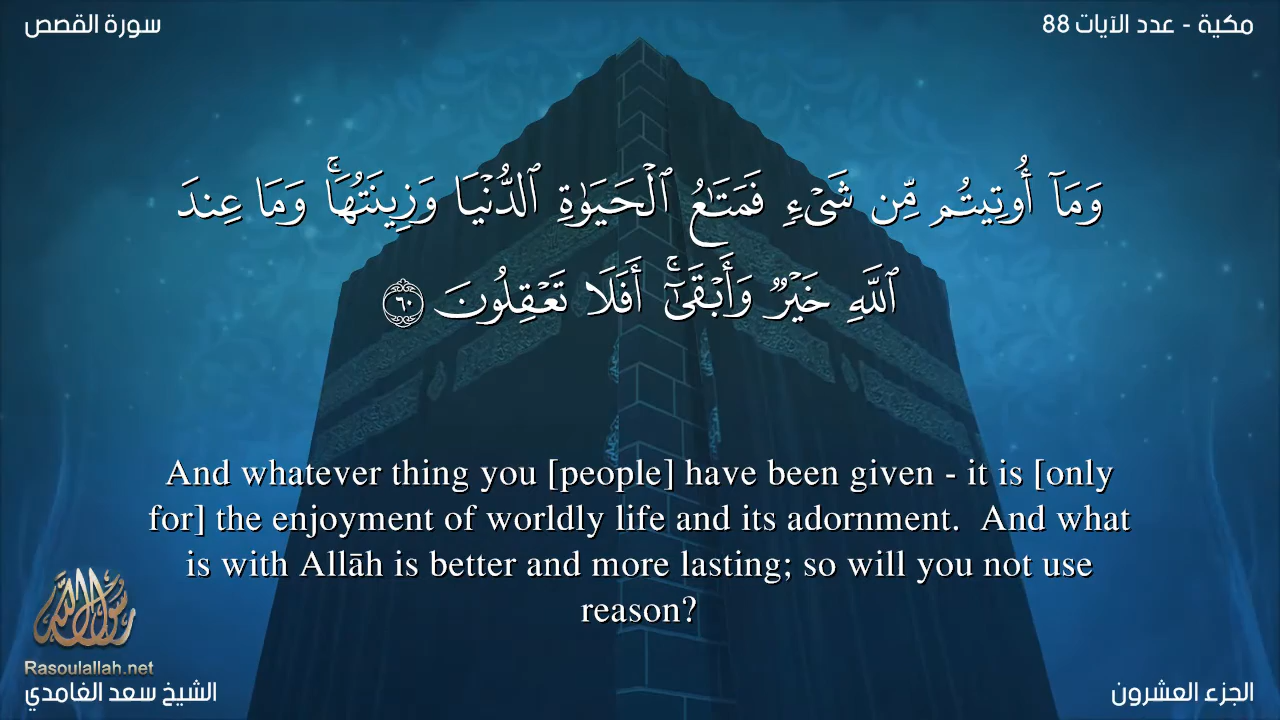 سورة القصص
مكية - عدد الآيات 88
وَمَآ أُوتِيتُم مِّن شَىْءٍ فَمَتَـٰعُ ٱلْحَيَوٰةِ ٱلدُّنْيَا وَزِينَتُهَا ۚ وَمَا عِندَ
ٱللَّهِ خَيْرٌ وَأَبْقَىٰٓ ۚ أَفَلَا تَعْقِلُونَ ٦٠
And whatever thing you [people] have been given - it is [only
for] the enjoyment of worldly life and its adornment.  And what
is with Allāh is better and more lasting; so will you not use
reason?
رسول الله
Rasoulallah.net
الشيخ سعد الغامدي
الجزء العشرون